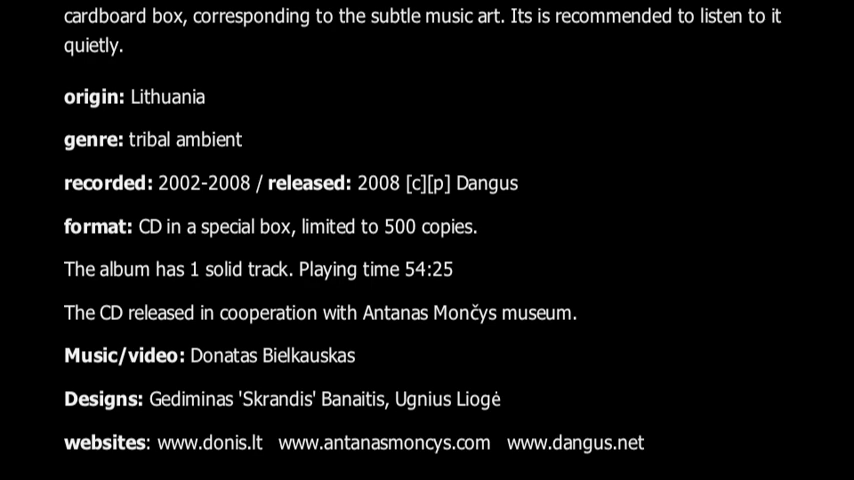 cardboard box, corresponding to the subtle music art. Its is recommended to listen to it
quietly.
origin: Lithuania
genre: tribal ambient
recorded: 2002-2008 / released: 2008 [c][p] Dangus
format: CD in a special box, limited to 500 copies.
The album has 1 solid track. Playing time 54:25
The CD released in cooperation with Antanas Mončys museum.
Music/video: Donatas Bielkauskas
Designs: Gediminas 'Skrandis' Banaitis, Ugnius Liogė
websites: www.donis.lt www.antanasmoncys.com www.dangus.net